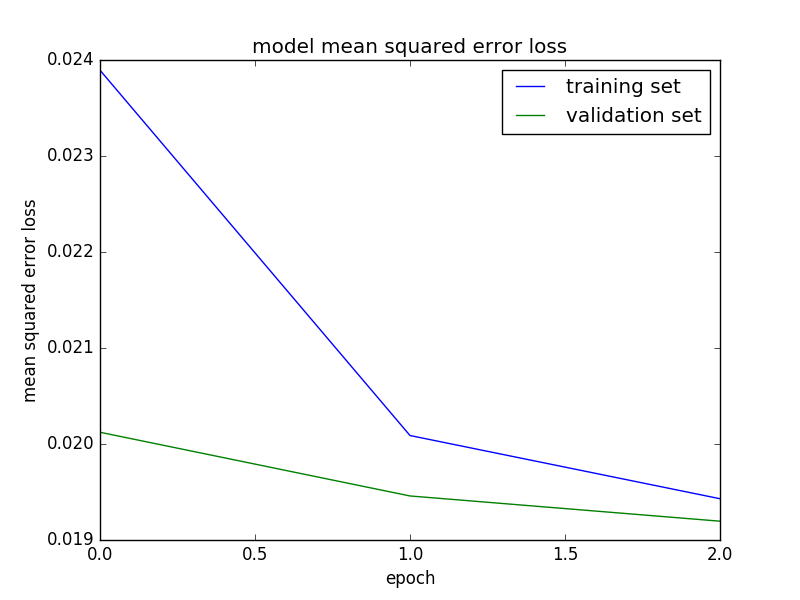 model mean squared error loss
0.024
0.023
0.022
0.021
0.020
0.019
mean squared error loss
training set
validation set
0.0 0.5 1.0 1.5 2.0
epoch